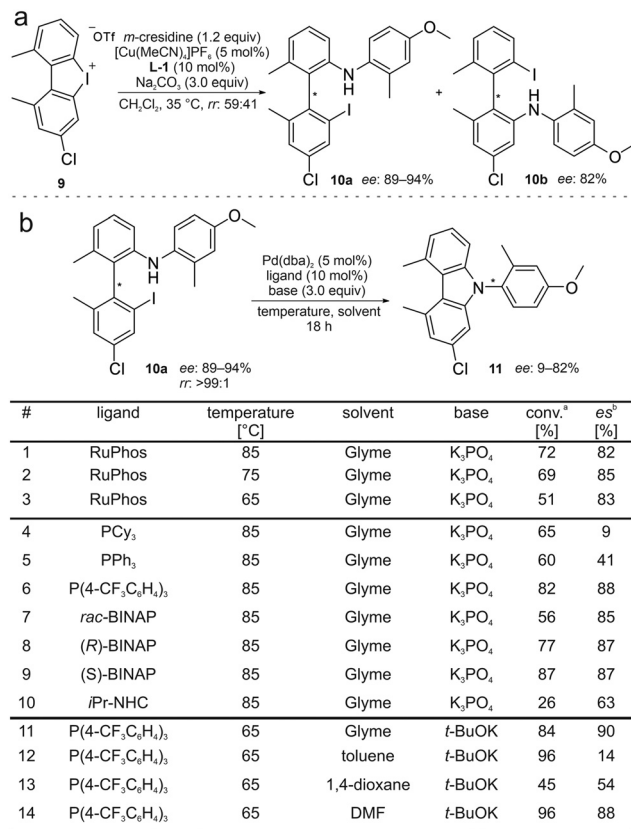 a
−OTf
m-cresidine (1.2 equiv)
[Cu(MeCN)₄]PF₆ (5 mol%)
L-1 (10 mol%)
Na₂CO₃ (3.0 equiv)
CH₂Cl₂, 35 °C, rr: 59:41
I+
Cl
9
O
N
H
I
*
Cl
10a ee: 89–94%
+
I
*
N
H
O
Cl
10b ee: 82%
b
O
N
H
I
*
Cl
10a ee: 89–94%
rr: >99:1
Pd(dba)₂ (5 mol%)
ligand (10 mol%)
base (3.0 equiv)
temperature, solvent
18 h
N
*
O
Cl
11 ee: 9–82%
# ligand temperature solvent base conv.ᵃ esᵇ
[°C] [%] [%]
1 RuPhos 85 Glyme K₃PO₄ 72 82
2 RuPhos 75 Glyme K₃PO₄ 69 85
3 RuPhos 65 Glyme K₃PO₄ 51 83
4 PCy₃ 85 Glyme K₃PO₄ 65 9
5 PPh₃ 85 Glyme K₃PO₄ 60 41
6 P(4-CF₃C₆H₄)₃ 85 Glyme K₃PO₄ 82 88
7 rac-BINAP 85 Glyme K₃PO₄ 56 85
8 (R)-BINAP 85 Glyme K₃PO₄ 77 87
9 (S)-BINAP 85 Glyme K₃PO₄ 87 87
10 iPr-NHC 85 Glyme K₃PO₄ 26 63
11 P(4-CF₃C₆H₄)₃ 65 Glyme t-BuOK 84 90
12 P(4-CF₃C₆H₄)₃ 65 toluene t-BuOK 96 14
13 P(4-CF₃C₆H₄)₃ 65 1,4-dioxane t-BuOK 45 54
14 P(4-CF₃C₆H₄)₃ 65 DMF t-BuOK 96 88